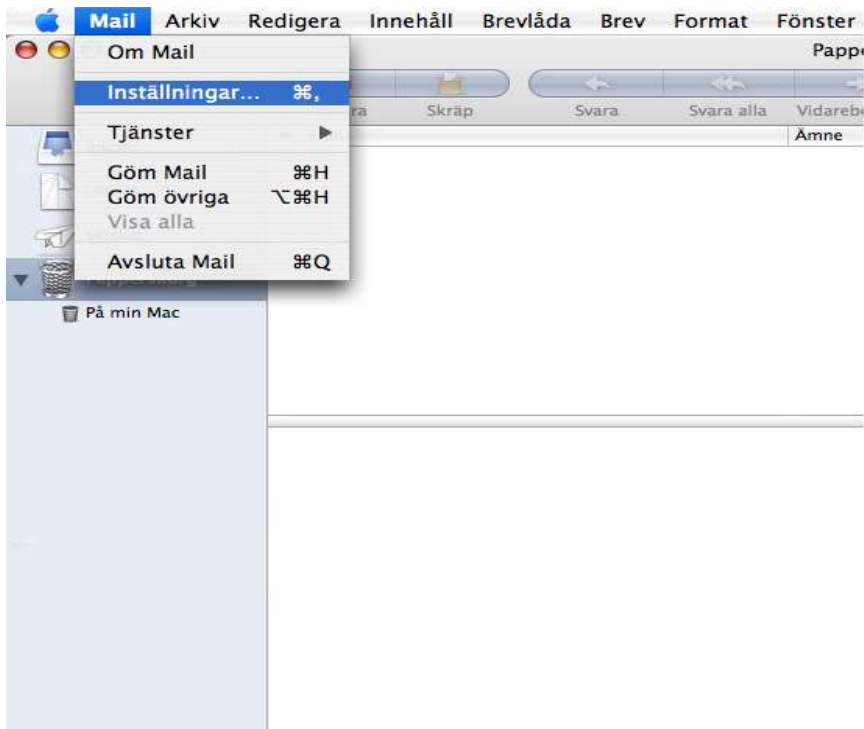 Mail Arkiv Redigera Innehåll Brevlåda Brev Format Fönster
Om Mail
Inställningar... ⌘,
Tjänster ▶
Göm Mail ⌘H
Göm övriga ⌥⌘H
Visa alla
Avsluta Mail ⌘Q
Skräp Svara Svara alla
Ämne
Papperskorg
På min Mac